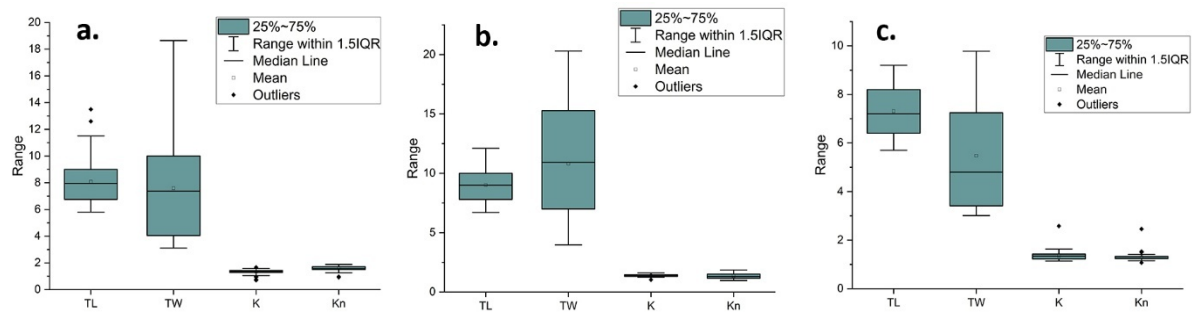 a.
25%~75%
Range within 1.5IQR
Median Line
Mean
Outliers
20
18
16
14
12
10
8
6
4
2
0
Range
TL
TW
K
Kn
b.
25%~75%
Range within 1.5IQR
Median Line
Mean
Outliers
20
15
10
5
0
Range
TL
TW
K
Kn
c.
25%~75%
Range within 1.5IQR
Median Line
Mean
Outliers
10
8
6
4
2
0
Range
TL
TW
K
Kn